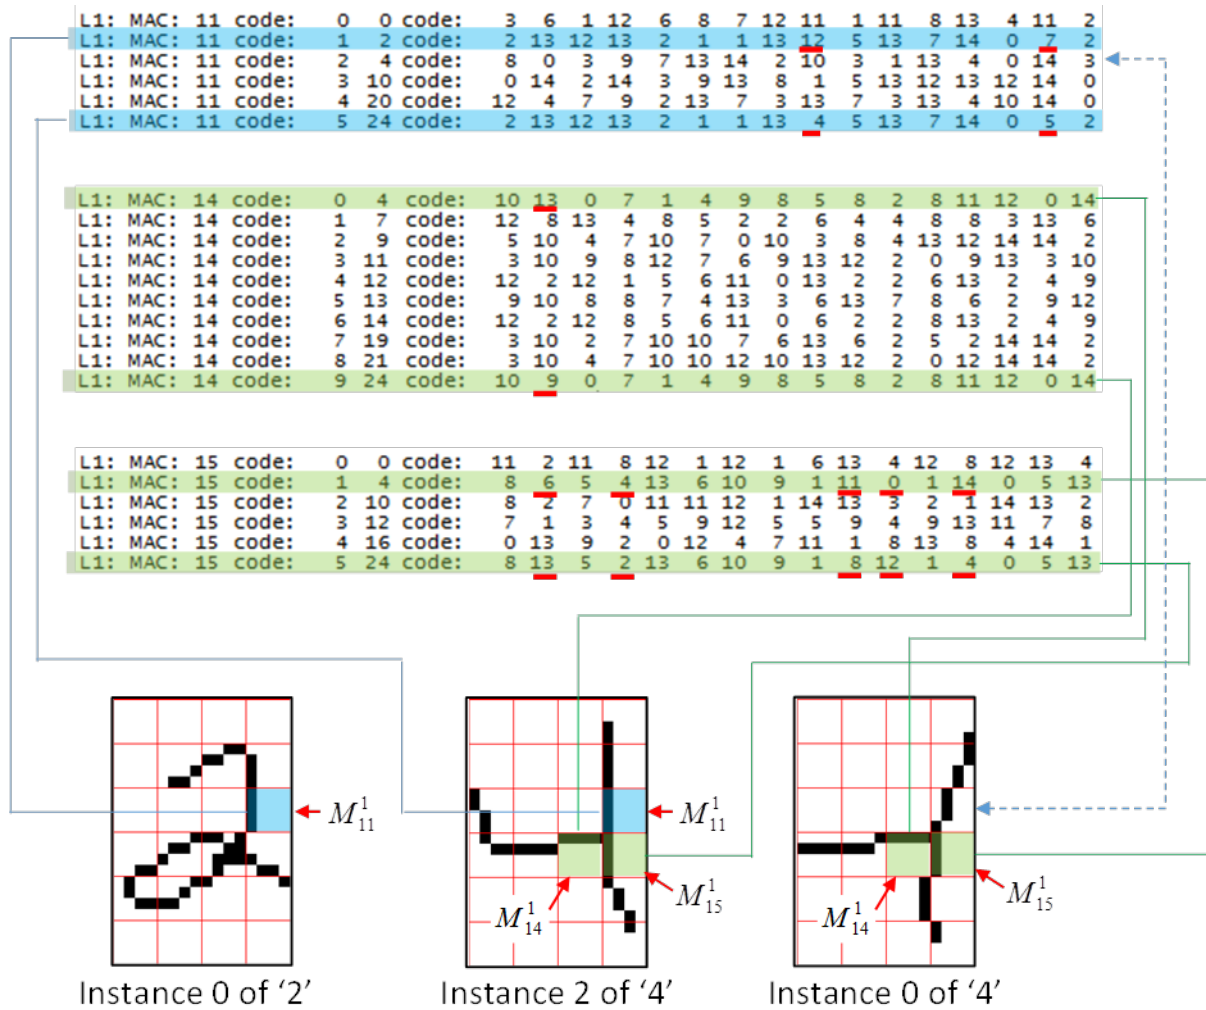 L1: MAC: 11 code: 0 0 code: 3 6 1 12 6 8 7 12 11 1 11 8 13 4 11 2
L1: MAC: 11 code: 1 2 code: 2 13 12 13 2 1 1 13 12 5 13 7 14 0 7 2
L1: MAC: 11 code: 2 4 code: 8 0 3 9 7 13 14 2 10 3 1 13 4 0 14 3
L1: MAC: 11 code: 3 10 code: 0 14 2 14 3 9 13 8 1 5 13 12 13 12 14 0
L1: MAC: 11 code: 4 20 code: 12 4 7 9 2 13 7 3 13 7 3 13 4 10 14 0
L1: MAC: 11 code: 5 24 code: 2 13 12 13 2 1 1 13 4 5 13 7 14 0 5 2
L1: MAC: 14 code: 0 4 code: 10 13 0 7 1 4 9 8 5 8 2 8 11 12 0 14
L1: MAC: 14 code: 1 7 code: 12 8 13 4 8 5 2 2 6 4 4 8 8 3 13 6
L1: MAC: 14 code: 2 9 code: 5 10 4 7 10 7 0 10 3 8 4 13 12 14 14 2
L1: MAC: 14 code: 3 11 code: 3 10 9 8 12 7 6 9 13 12 2 0 9 13 3 10
L1: MAC: 14 code: 4 12 code: 12 2 12 1 5 6 11 0 13 2 2 6 13 2 4 9
L1: MAC: 14 code: 5 13 code: 9 10 8 8 7 4 13 3 6 13 7 8 6 2 9 12
L1: MAC: 14 code: 6 14 code: 12 2 12 8 5 6 11 0 6 2 2 8 13 2 4 9
L1: MAC: 14 code: 7 19 code: 3 10 2 7 10 10 7 6 13 6 2 5 2 14 14 2
L1: MAC: 14 code: 8 21 code: 3 10 4 7 10 10 12 10 13 12 2 0 12 14 14 2
L1: MAC: 14 code: 9 24 code: 10 9 0 7 1 4 9 8 5 8 2 8 11 12 0 14
L1: MAC: 15 code: 0 0 code: 11 2 11 8 12 1 12 1 6 13 4 12 8 12 13 4
L1: MAC: 15 code: 1 4 code: 8 6 5 4 13 6 10 9 1 11 0 1 14 0 5 13
L1: MAC: 15 code: 2 10 code: 8 2 7 0 11 11 12 1 14 13 3 2 1 14 13 2
L1: MAC: 15 code: 3 12 code: 7 1 3 4 5 9 12 5 5 9 4 9 13 11 7 8
L1: MAC: 15 code: 4 16 code: 0 13 9 2 0 12 4 7 11 1 8 13 8 4 14 1
L1: MAC: 15 code: 5 24 code: 8 13 5 2 13 6 10 9 1 8 12 1 4 0 5 13
M¹₁₁
M¹₁₁
M¹₁₄
M¹₁₅
M¹₁₄
M¹₁₅
Instance 0 of ‘2’
Instance 2 of ‘4’
Instance 0 of ‘4’